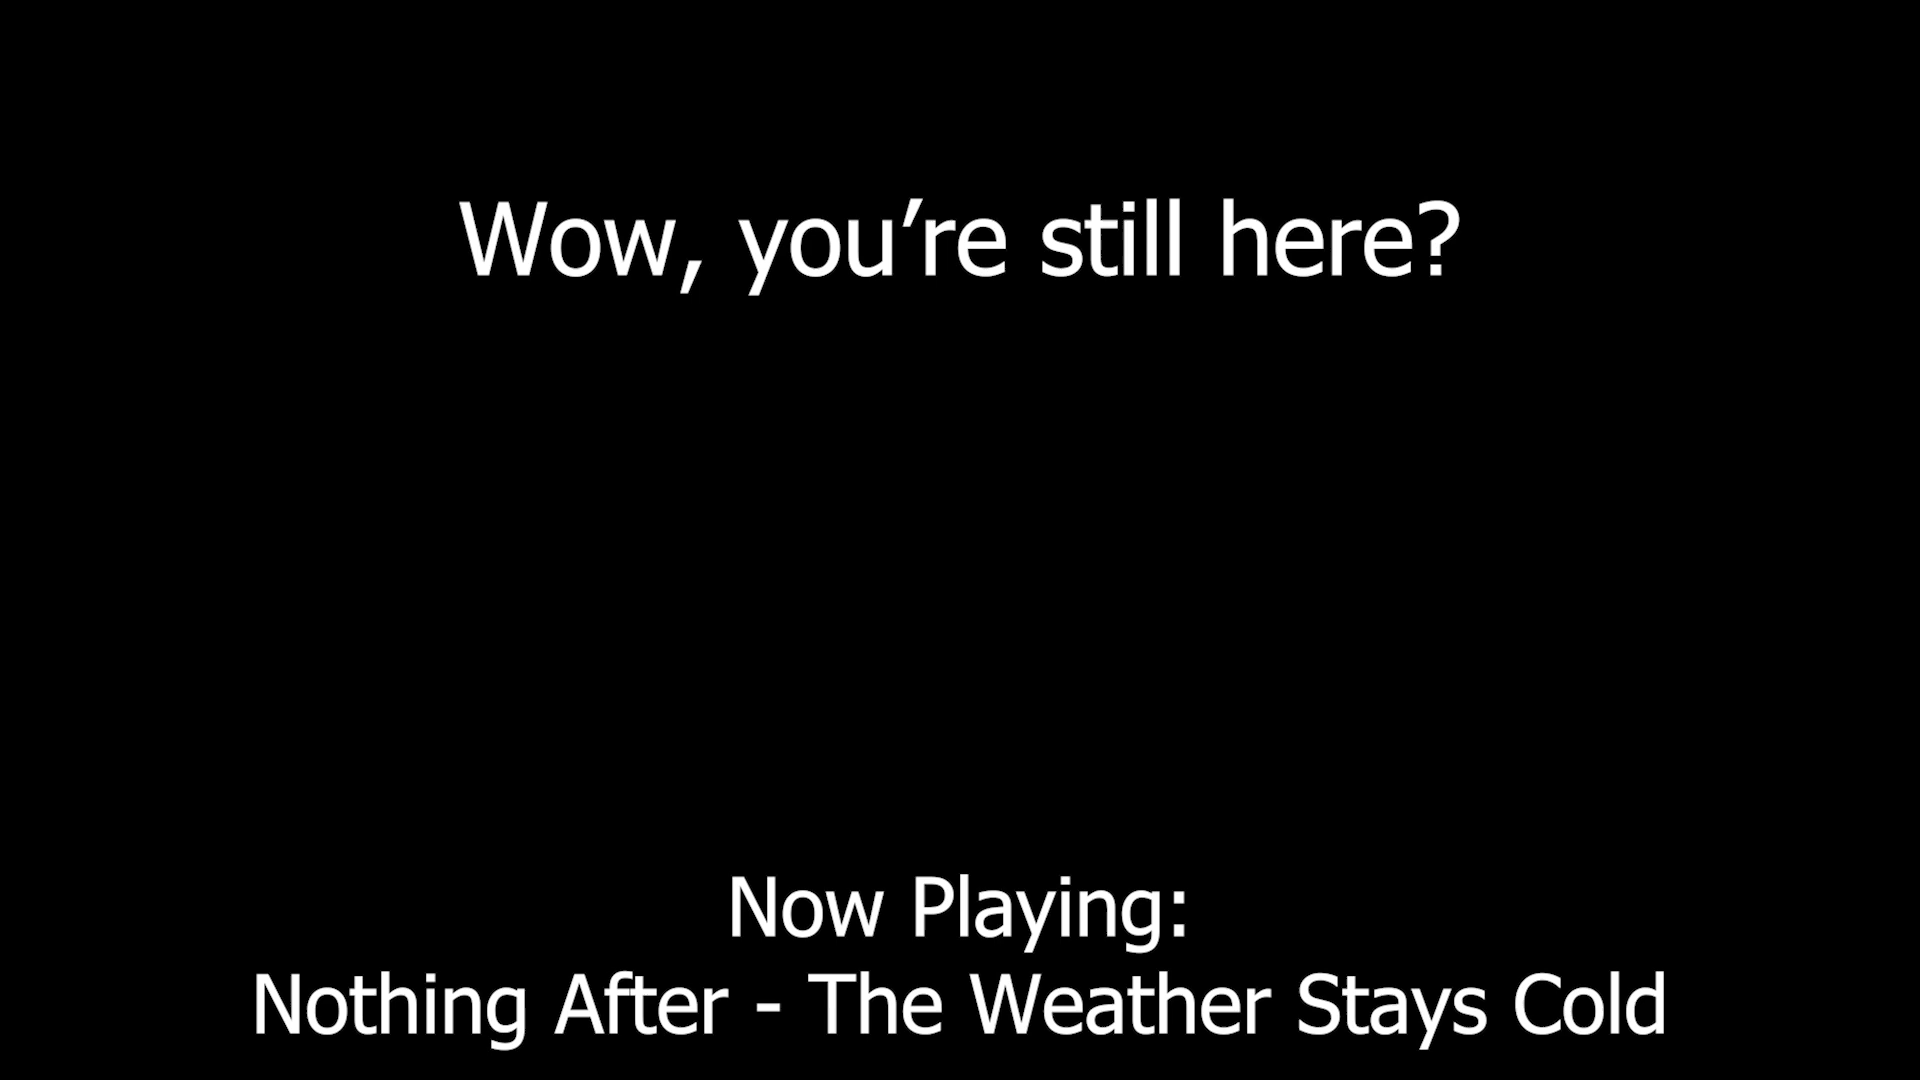 Wow, you’re still here?
Now Playing:
Nothing After - The Weather Stays Cold